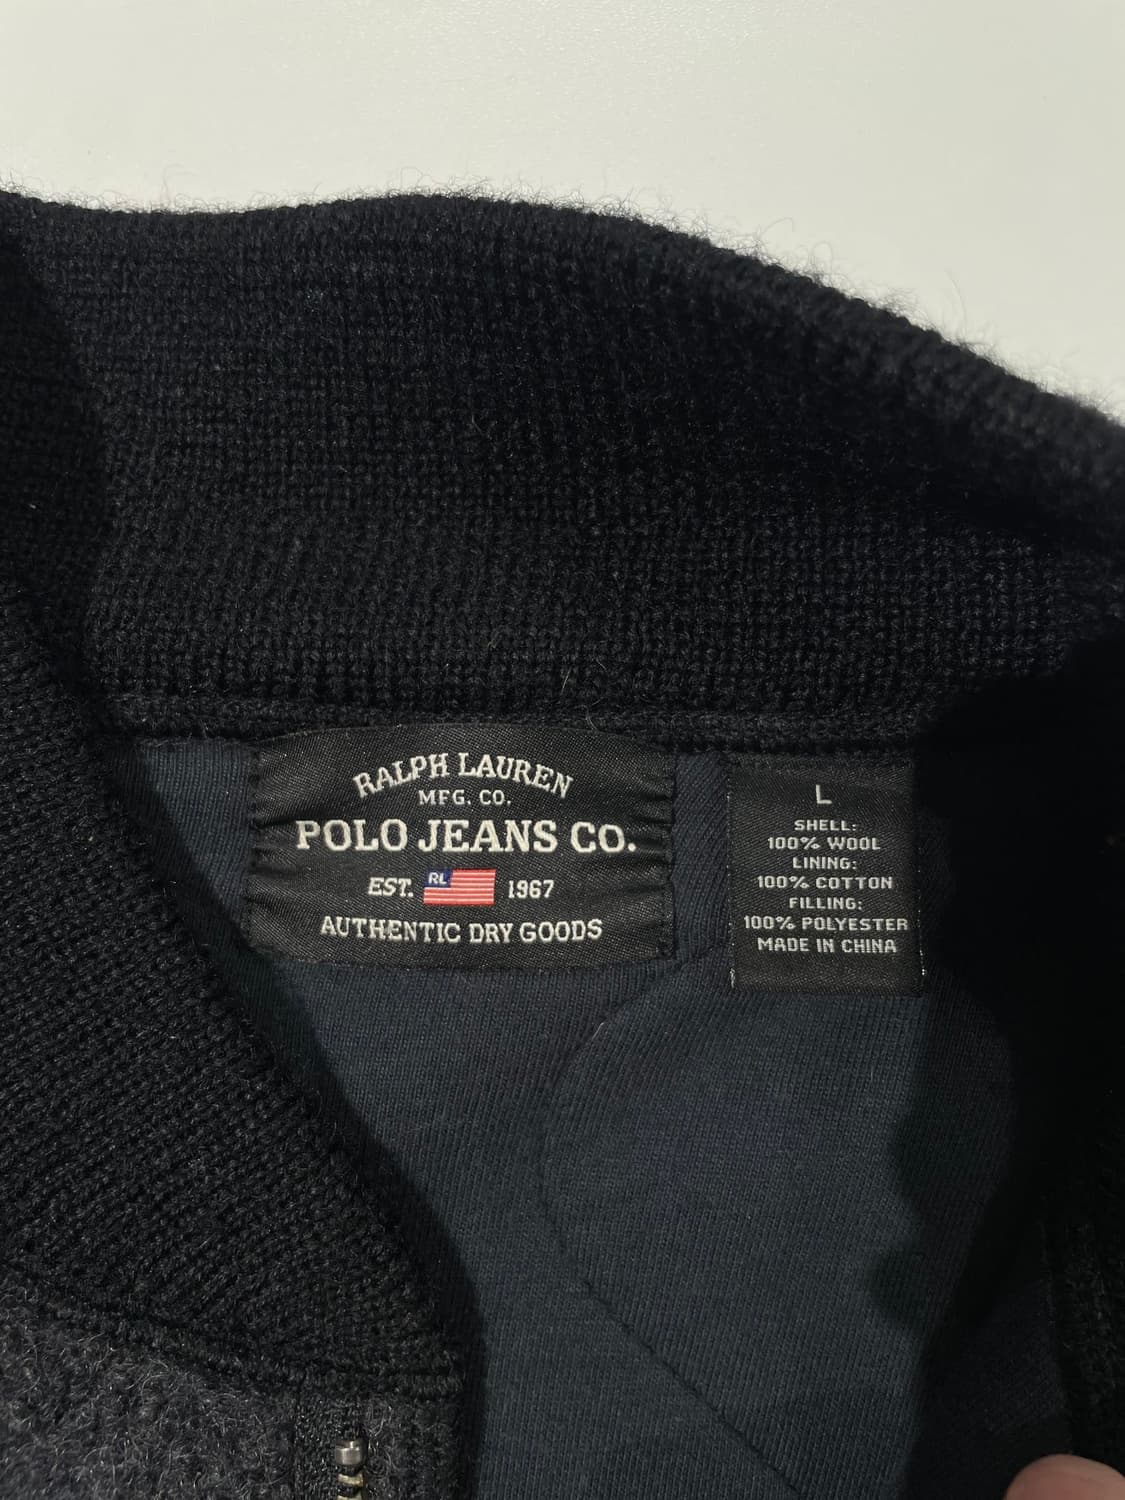 RALPH LAUREN
MFG. CO.
POLO JEANS CO.
EST. RL 1967
AUTHENTIC DRY GOODS
L
SHELL:
100% WOOL
LINING:
100% COTTON
FILLING:
100% POLYESTER
MADE IN CHINA